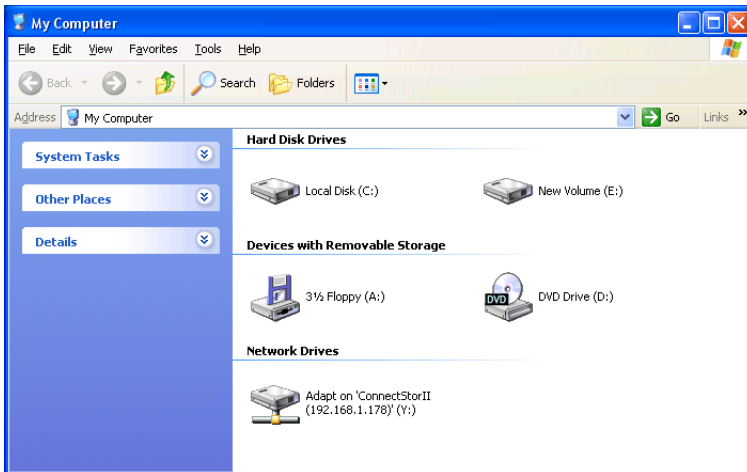 My Computer
File Edit View Favorites Tools Help
Back Search Folders
Address My Computer Go Links »
System Tasks
Other Places
Details
Hard Disk Drives
Local Disk (C:) New Volume (E:)
Devices with Removable Storage
3½ Floppy (A:) DVD DVD Drive (D:)
Network Drives
Adapt on 'ConnectStorII
(192.168.1.178)' (Y:)